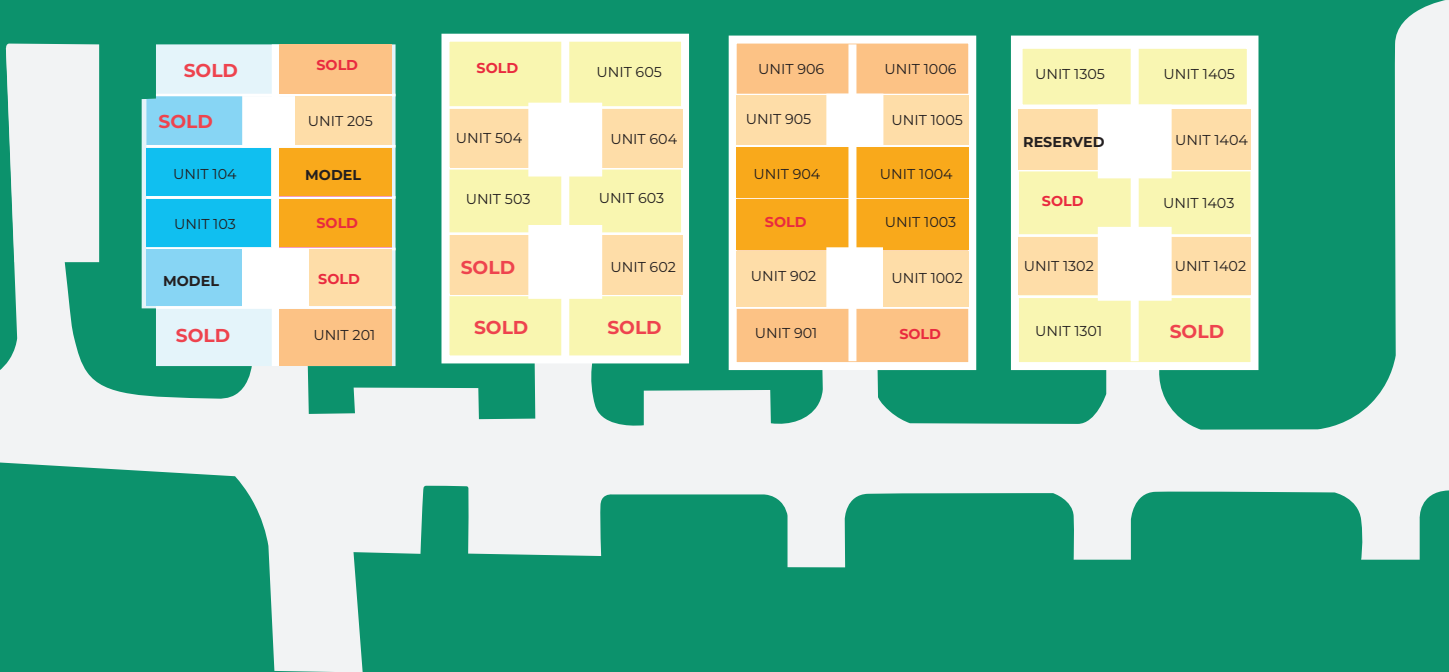 SOLD
SOLD
SOLD
UNIT 205
UNIT 104
MODEL
UNIT 103
SOLD
MODEL
SOLD
SOLD
UNIT 201
SOLD
UNIT 605
UNIT 504
UNIT 604
UNIT 503
UNIT 603
SOLD
UNIT 602
SOLD
SOLD
UNIT 906
UNIT 1006
UNIT 905
UNIT 1005
UNIT 904
UNIT 1004
SOLD
UNIT 1003
UNIT 902
UNIT 1002
UNIT 901
SOLD
UNIT 1305
UNIT 1405
RESERVED
UNIT 1404
SOLD
UNIT 1403
UNIT 1302
UNIT 1402
UNIT 1301
SOLD